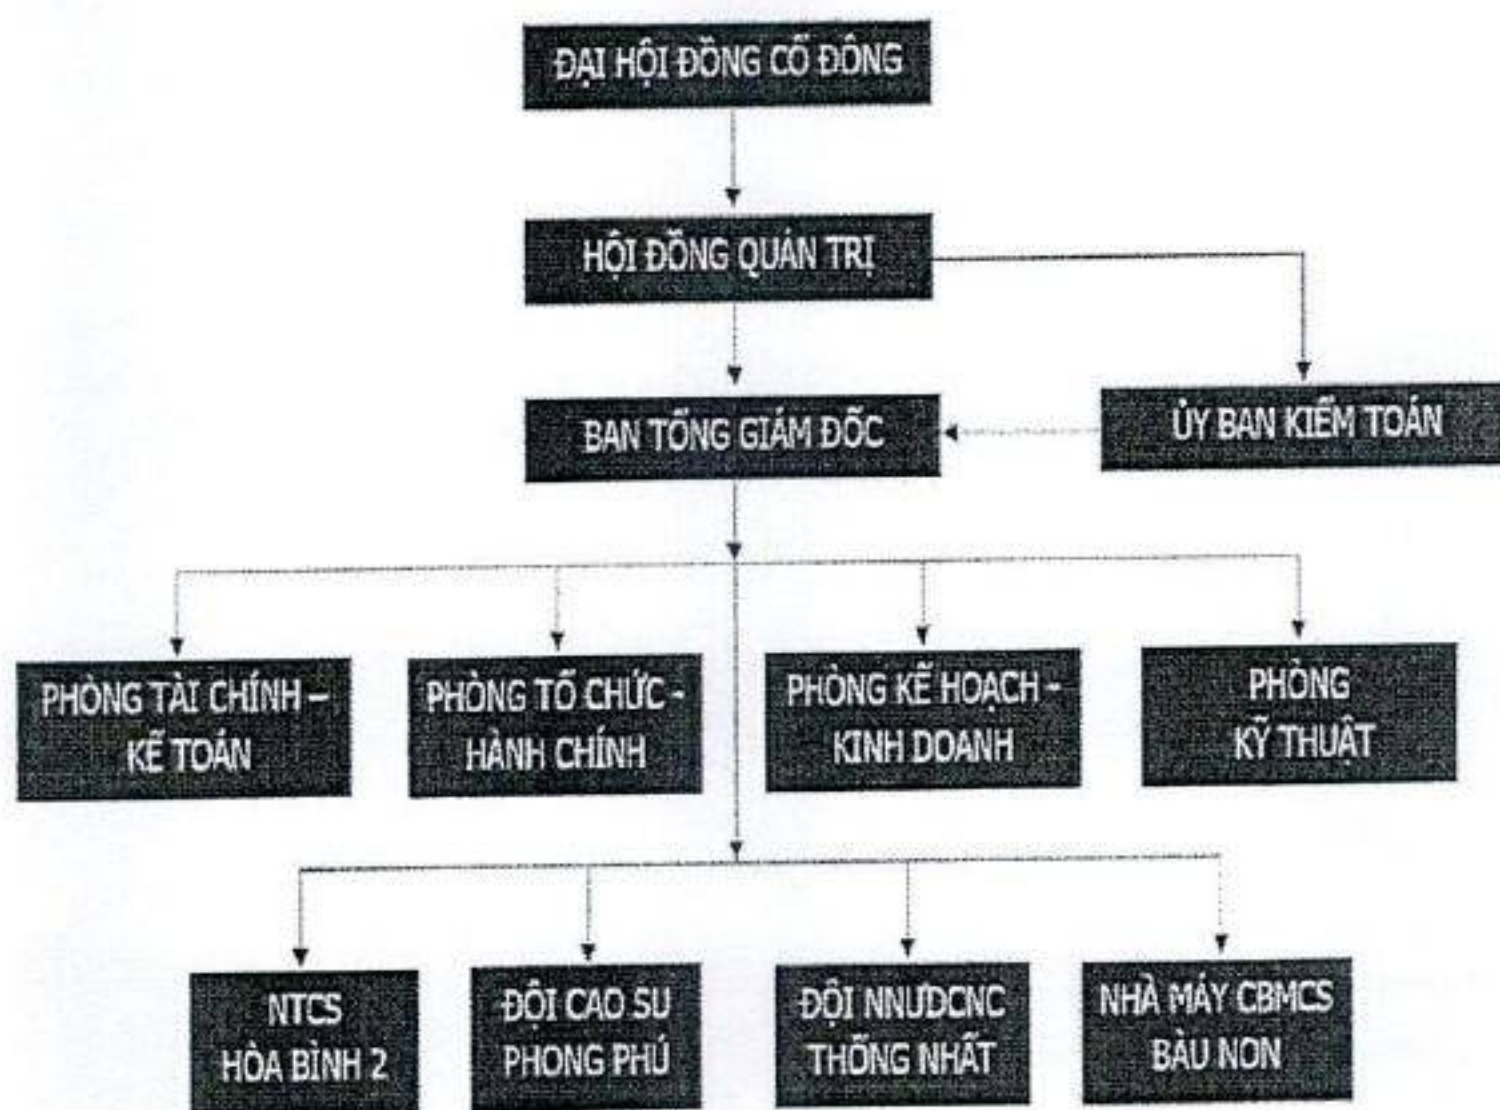 ĐẠI HỘI ĐỒNG CỔ ĐÔNG
HỘI ĐỒNG QUẢN TRỊ
BAN TỔNG GIÁM ĐỐC
ỦY BAN KIỂM TOÁN
PHÒNG TÀI CHÍNH –
KẾ TOÁN
PHÒNG TỔ CHỨC -
HÀNH CHÍNH
PHÒNG KẾ HOẠCH -
KINH DOANH
PHÒNG
KỸ THUẬT
NTCS
HÒA BÌNH 2
ĐỘI CAO SU
PHONG PHÚ
ĐỘI NNƯDCNC
THỐNG NHẤT
NHÀ MÁY CBMCS
BÀU NON